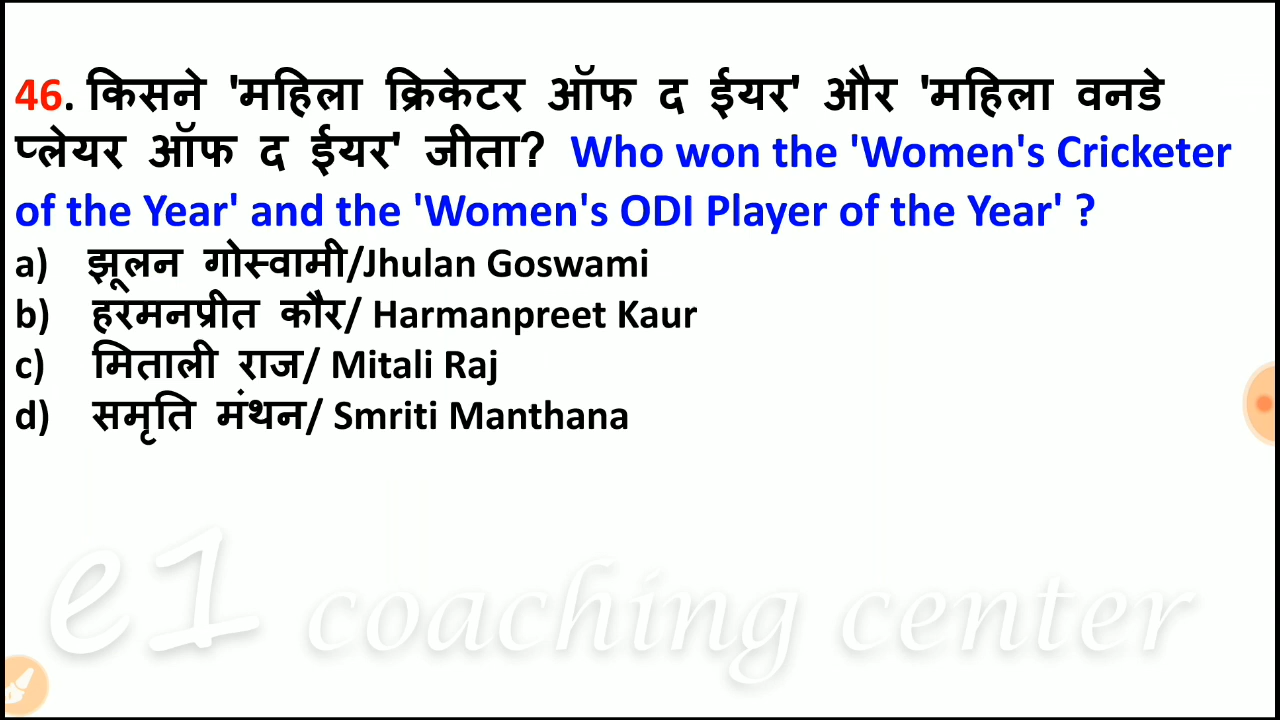 46. किसने 'महिला क्रिकेटर ऑफ द ईयर' और 'महिला वनडे
प्लेयर ऑफ द ईयर' जीता? Who won the 'Women's Cricketer
of the Year' and the 'Women's ODI Player of the Year' ?
a) झूलन गोस्वामी/Jhulan Goswami
b) हरमनप्रीत कौर/ Harmanpreet Kaur
c) मिताली राज/ Mitali Raj
d) समृति मंथन/ Smriti Manthana
e1 coaching center